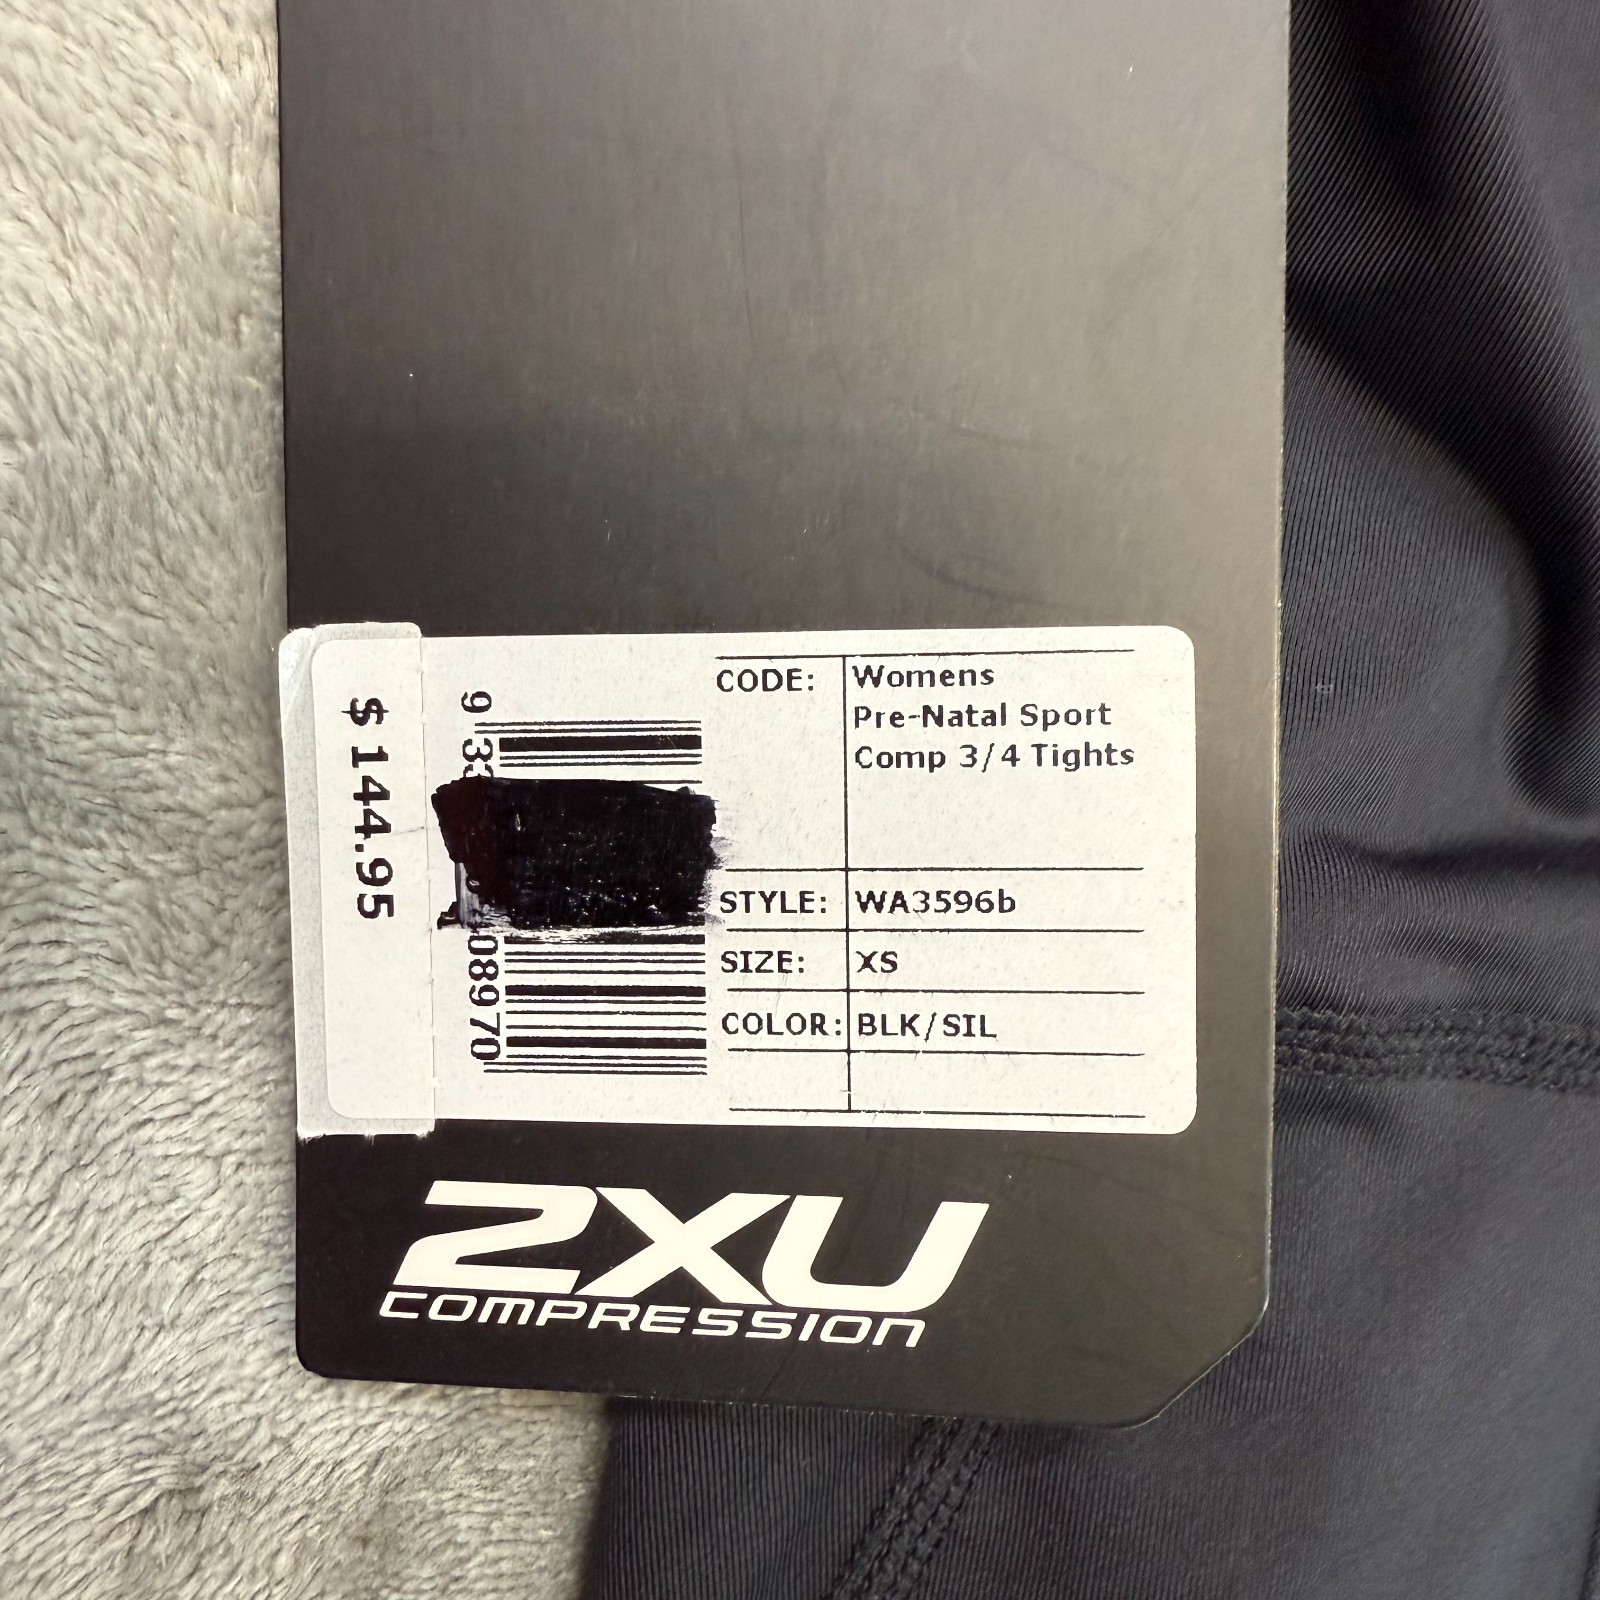 $ 144.95
9 33
08970
CODE: Womens
Pre-Natal Sport
Comp 3/4 Tights
STYLE: WA3596b
SIZE: XS
COLOR: BLK/SIL
2XU
COMPRESSION